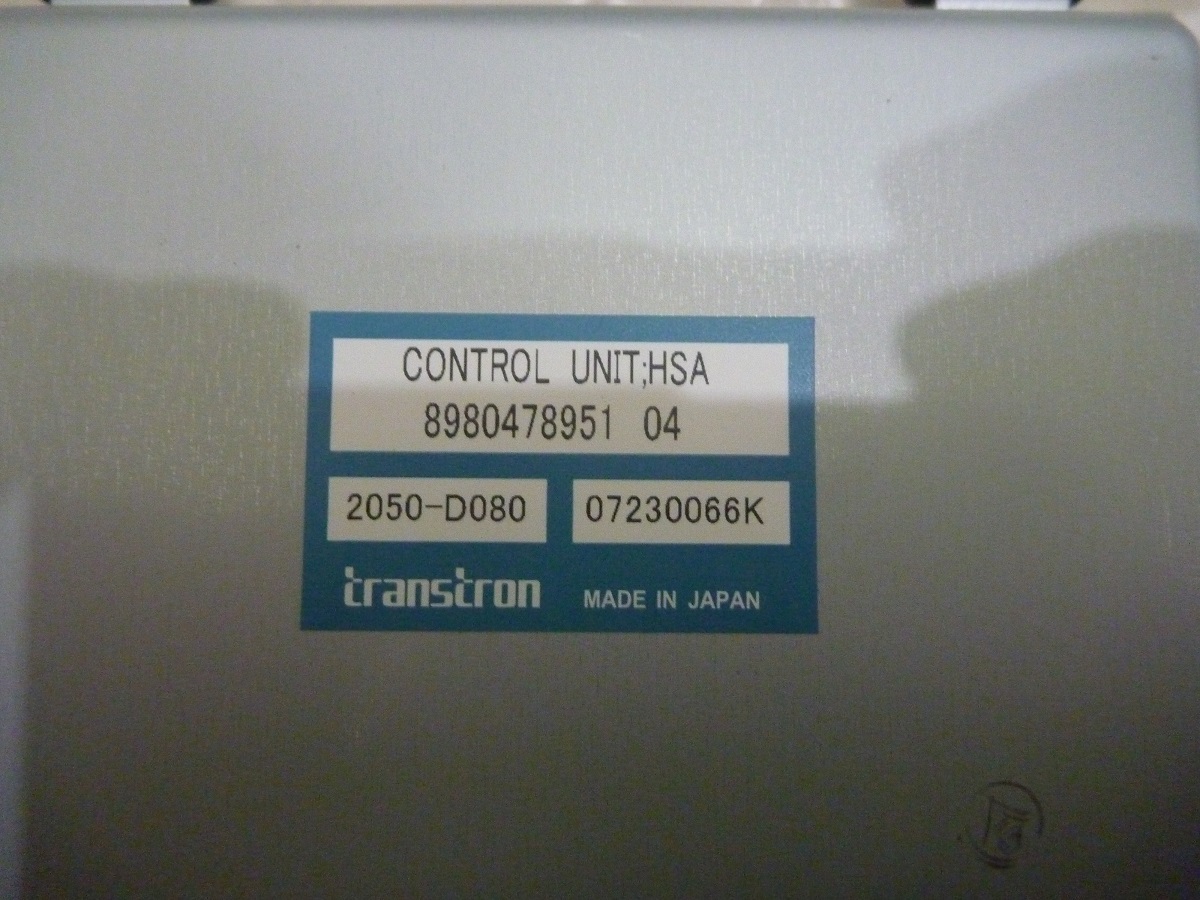 CONTROL UNIT;HSA
8980478951 04
2050-D080 07230066K
transtron MADE IN JAPAN